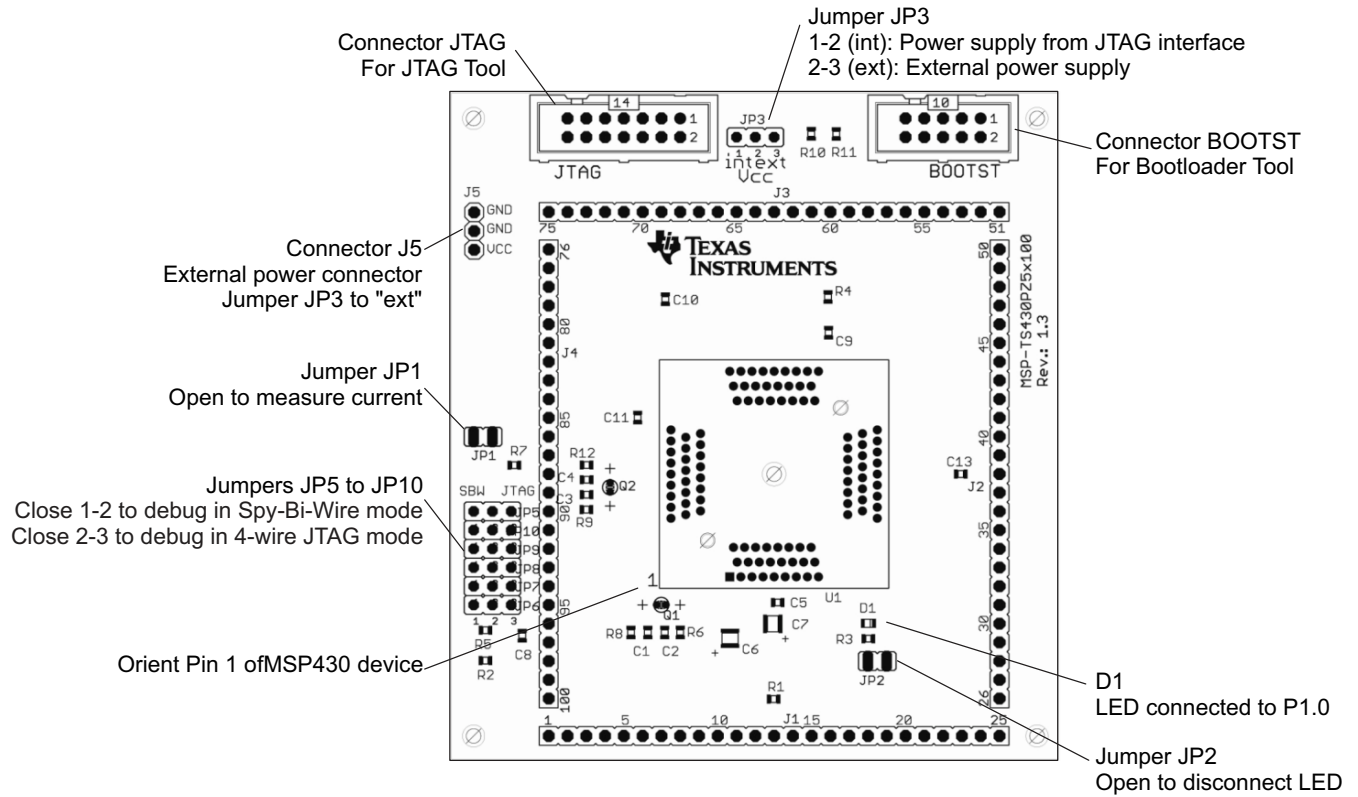 Jumper JP3
1-2 (int): Power supply from JTAG interface
2-3 (ext): External power supply
Connector JTAG
For JTAG Tool
Connector BOOTST
For Bootloader Tool
14
1
2
JTAG
JP3
1 2 3
intext
Vcc
R10 R11
10
1
2
BOOTST
J5
GND
GND
VCC
J3
75 70 65 60 55 51
Connector J5
External power connector
Jumper JP3 to "ext"
TEXAS
INSTRUMENTS
76
80
J4
85
90
95
100
50
45
40
J2
35
30
26
MSP-TS430PZ5x100
Rev.: 1.3
C10
R4
C9
C11
C13
Jumper JP1
Open to measure current
JP1
R7
R12
C4
C3
R9
+
Q2
+
Jumpers JP5 to JP10
Close 1-2 to debug in Spy-Bi-Wire mode
Close 2-3 to debug in 4-wire JTAG mode
SBW JTAG
JP5
JP10
JP9
JP8
JP7
JP6
1 2 3
R5
C8
R2
1
U1
+ Q1 +
R8 C1 C2 R6
C5
C7
+
C6
+
D1
R3
JP2
R1
Orient Pin 1 ofMSP430 device
D1
LED connected to P1.0
Jumper JP2
Open to disconnect LED
1 5 10 J1 15 20 25